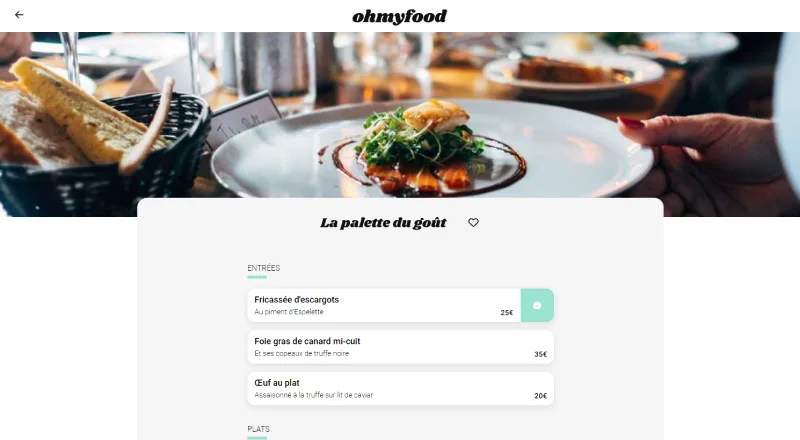 ohmyfood
La palette du goût
ENTRÉES
Fricassée d'escargots
Au piment d'Espelette
25€
Foie gras de canard mi-cuit
Et ses copeaux de truffe noire
35€
Œuf au plat
Assaisonné à la truffe sur lit de caviar
20€
PLATS